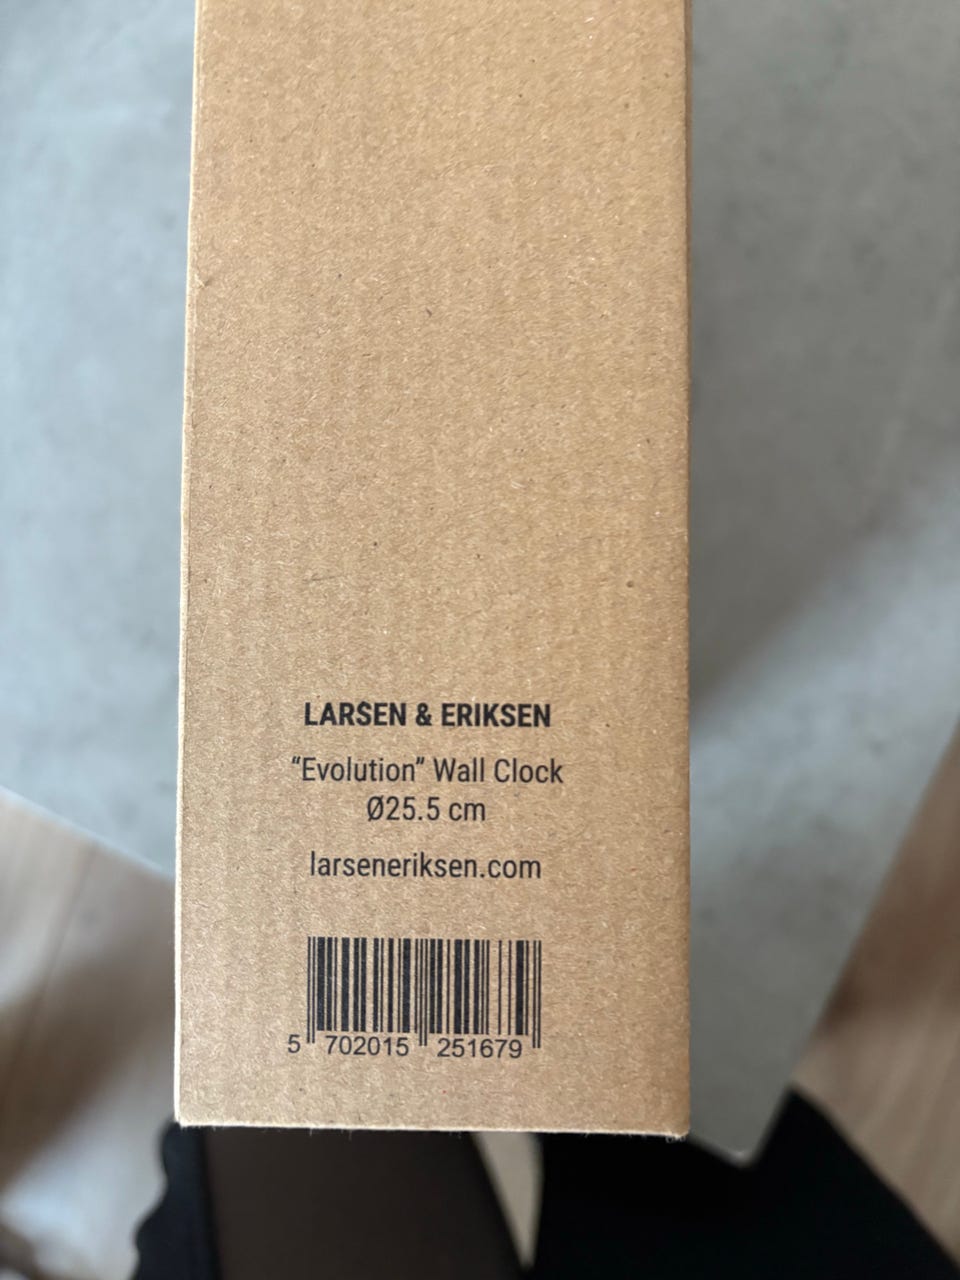 LARSEN & ERIKSEN
“Evolution” Wall Clock
Ø25.5 cm
larseneriksen.com
5 702015 251679